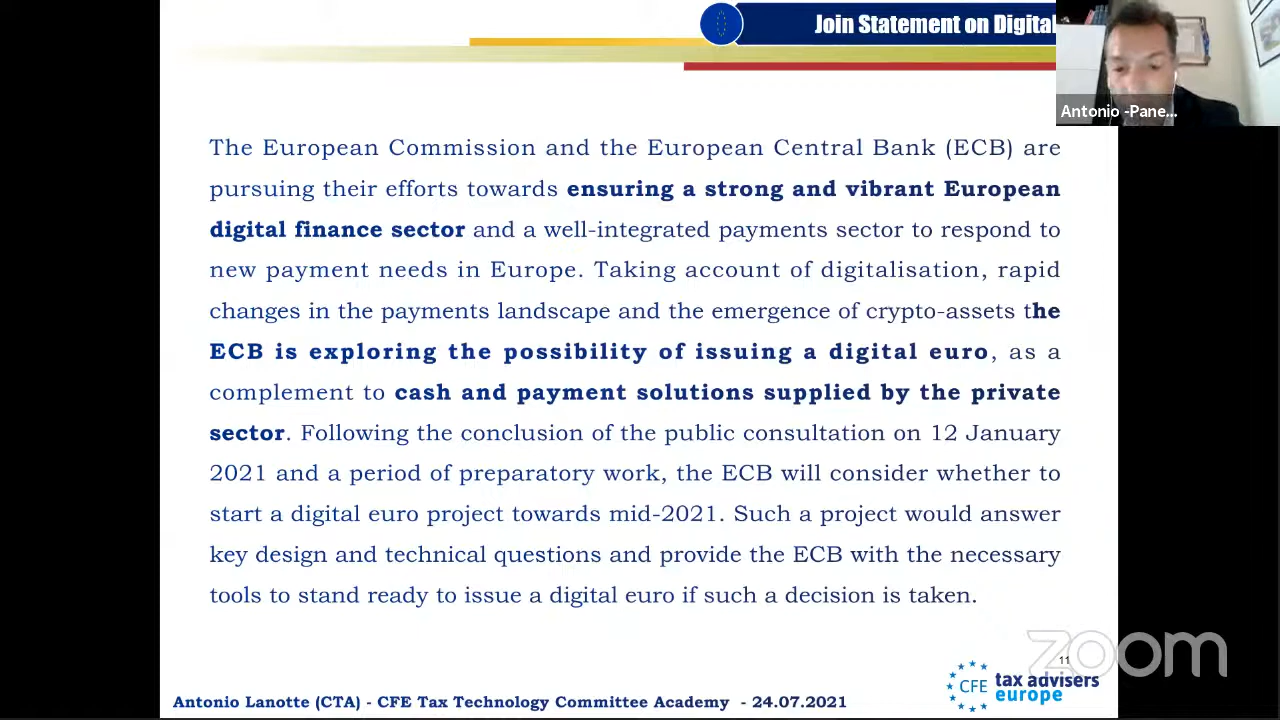 Join Statement on Digital
Antonio -Pane...
The European Commission and the European Central Bank (ECB) are
pursuing their efforts towards ensuring a strong and vibrant European
digital finance sector and a well-integrated payments sector to respond to
new payment needs in Europe. Taking account of digitalisation, rapid
changes in the payments landscape and the emergence of crypto-assets the
ECB is exploring the possibility of issuing a digital euro, as a
complement to cash and payment solutions supplied by the private
sector. Following the conclusion of the public consultation on 12 January
2021 and a period of preparatory work, the ECB will consider whether to
start a digital euro project towards mid-2021. Such a project would answer
key design and technical questions and provide the ECB with the necessary
tools to stand ready to issue a digital euro if such a decision is taken.
zoom
11
CFE tax advisers
europe
Antonio Lanotte (CTA) - CFE Tax Technology Committee Academy - 24.07.2021